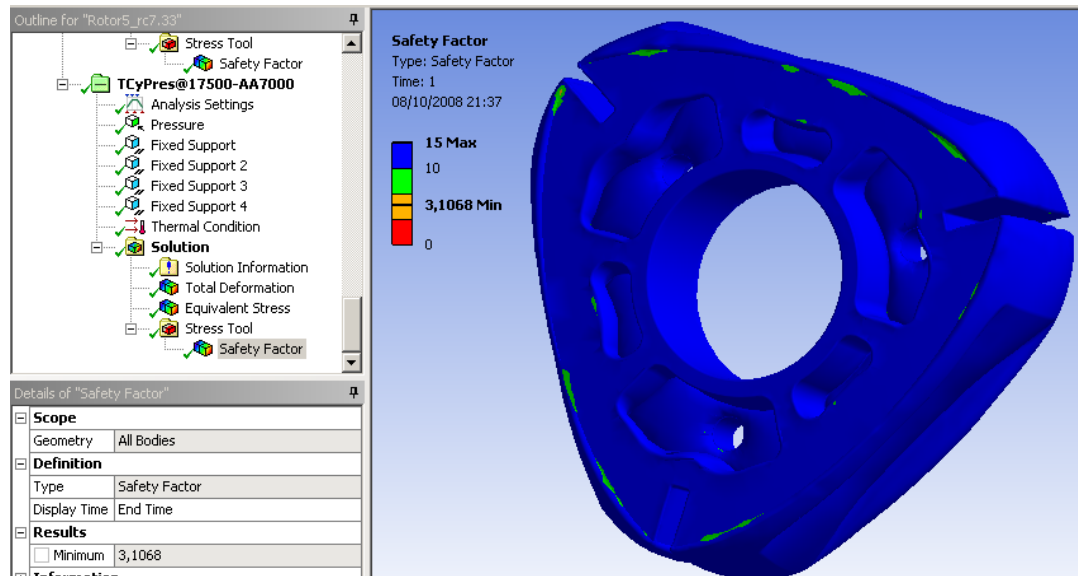 Outline for "Rotor5_rc7.33"
Stress Tool
Safety Factor
TCyPres@17500-AA7000
Analysis Settings
Pressure
Fixed Support
Fixed Support 2
Fixed Support 3
Fixed Support 4
Thermal Condition
Solution
Solution Information
Total Deformation
Equivalent Stress
Stress Tool
Safety Factor
Details of "Safety Factor"
Scope
Geometry All Bodies
Definition
Type Safety Factor
Display Time End Time
Results
Minimum 3,1068
Information
Safety Factor
Type: Safety Factor
Time: 1
08/10/2008 21:37
15 Max
10
3,1068 Min
0